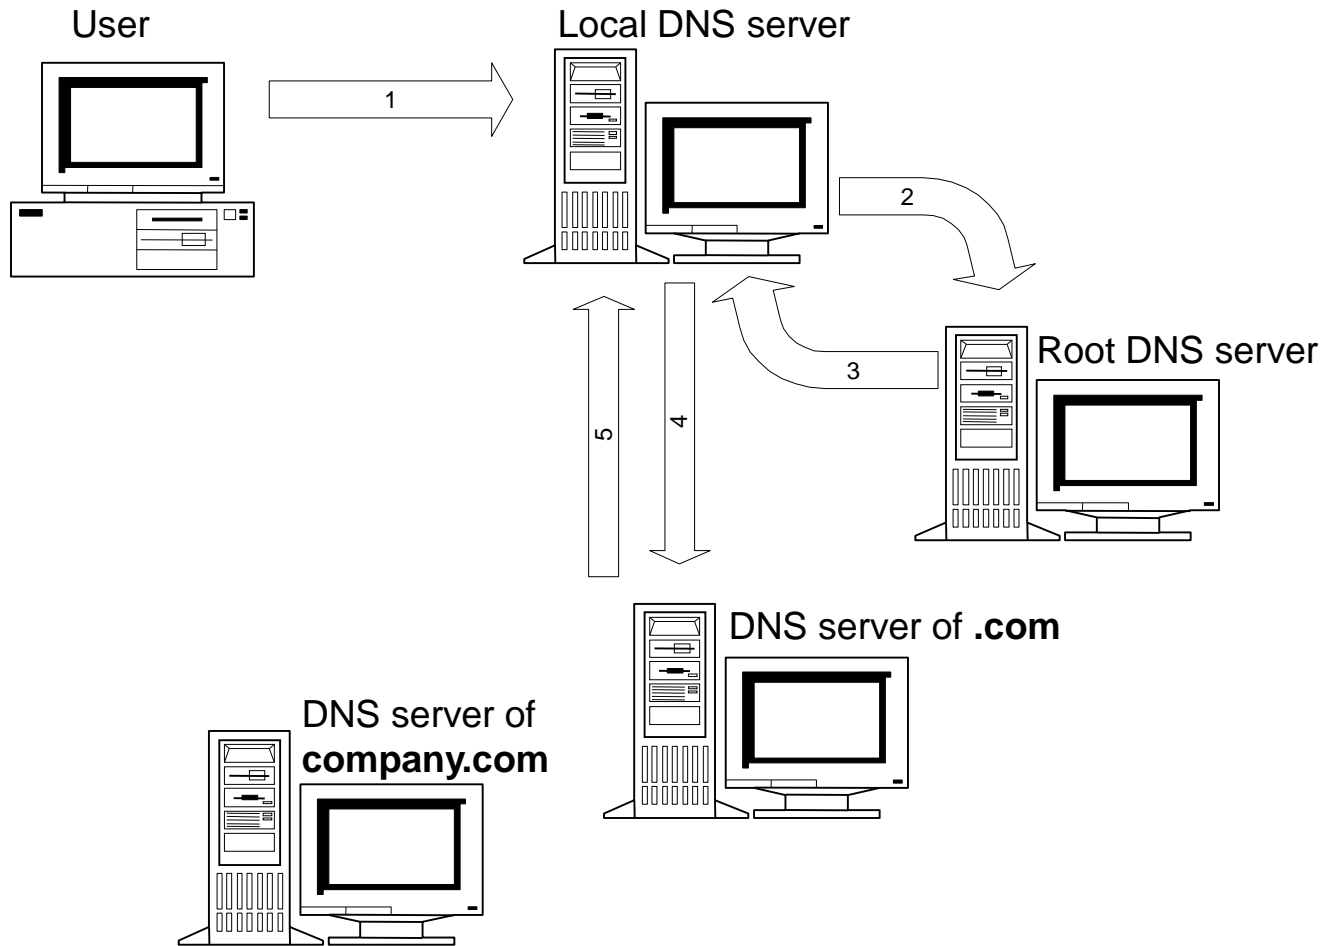 User
Local DNS server
1
2
Root DNS server
3
4
5
DNS server of .com
DNS server of
company.com